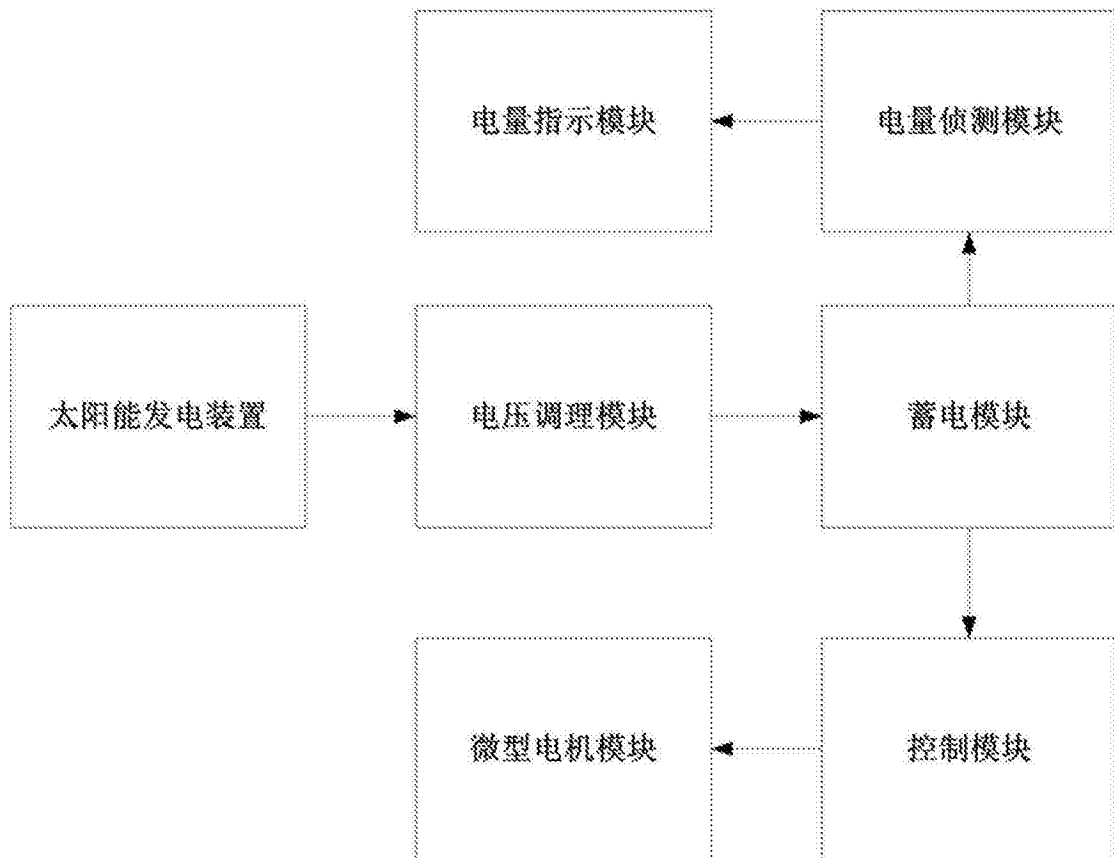 电量指示模块
电量侦测模块
太阳能发电装置
电压调理模块
蓄电模块
微型电机模块
控制模块